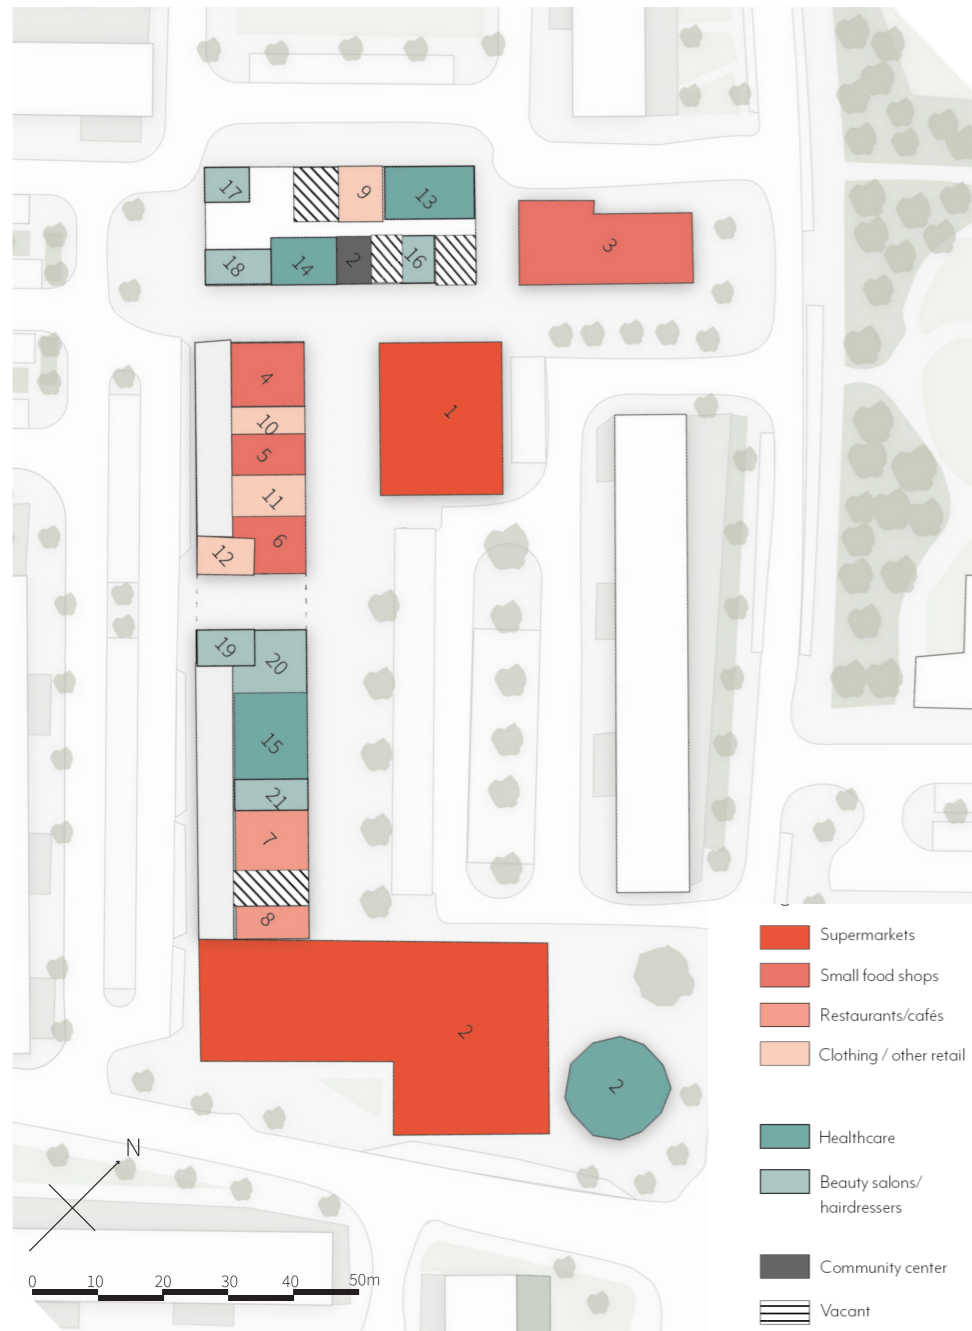 17
9
13
18
14
2
16
3
4
10
5
11
6
12
1
19
20
15
21
7
8
2
2
Supermarkets
Small food shops
Restaurants/cafés
Clothing / other retail
Healthcare
Beauty salons/
hairdressers
Community center
Vacant
N
0 10 20 30 40 50m